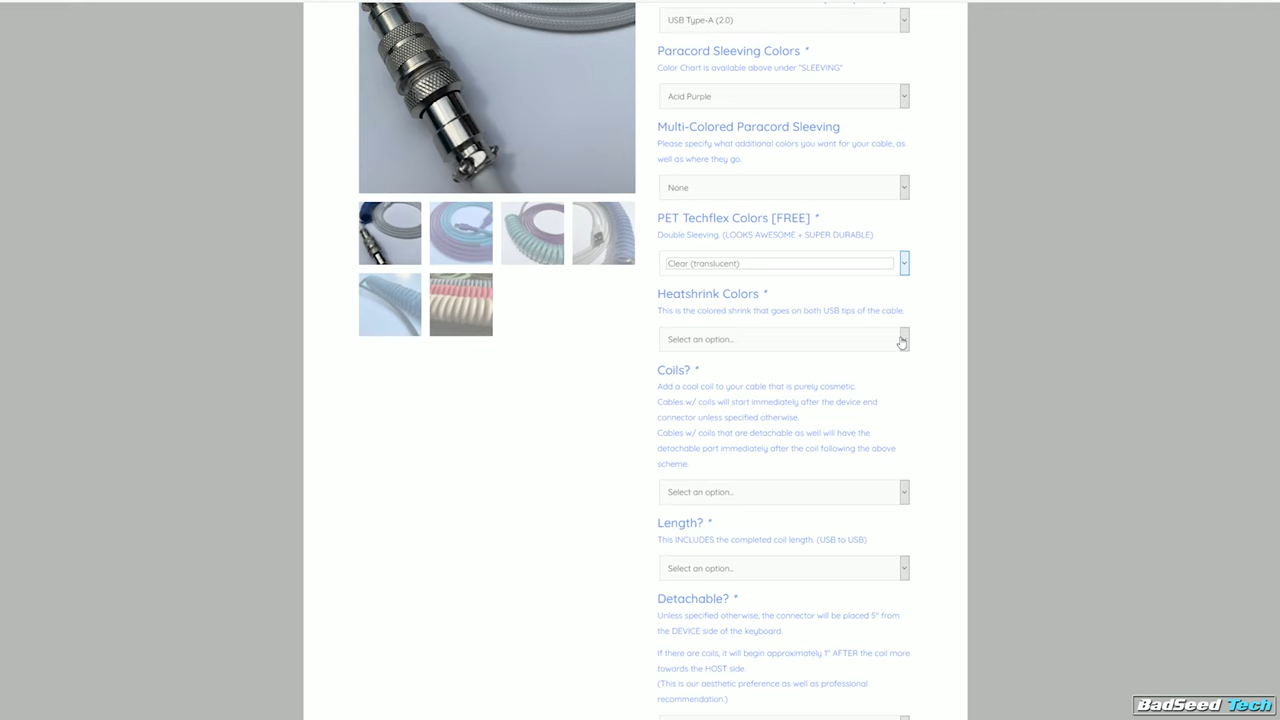 USB Type-A (2.0)
Paracord Sleeving Colors *
Color Chart is available above under "SLEEVING"
Acid Purple
Multi-Colored Paracord Sleeving
Please specify what additional colors you want for your cable, as
well as where they go.
None
PET Techflex Colors [FREE] *
Double Sleeving. (LOOKS AWESOME + SUPER DURABLE)
Clear (translucent)
Heatshrink Colors *
This is the colored shrink that goes on both USB tips of the cable.
Select an option...
Coils? *
Add a cool coil to your cable that is purely cosmetic.
Cables w/ coils will start immediately after the device end
connector unless specified otherwise.
Cables w/ coils that are detachable as well will have the
detachable part immediately after the coil following the above
scheme.
Select an option...
Length? *
This INCLUDES the completed coil length. (USB to USB)
Select an option...
Detachable? *
Unless specified otherwise, the connector will be placed 5" from
the DEVICE side of the keyboard.
If there are coils, it will begin approximately 1" AFTER the coil more
towards the HOST side.
(This is our aesthetic preference as well as professional
recommendation.)
BadSeed Tech